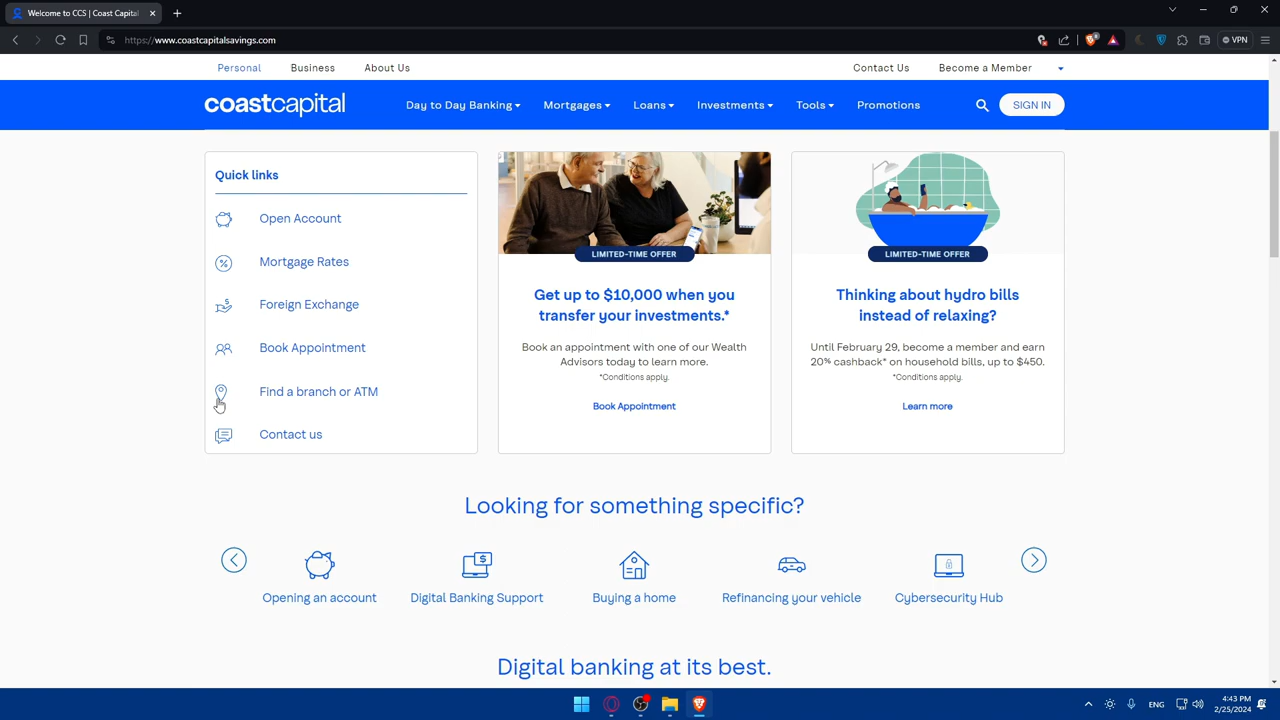 Welcome to CCS | Coast Capital
https://www.coastcapitalsavings.com
VPN
Personal
Business
About Us
Contact Us
Become a Member
coastcapital
Day to Day Banking
Mortgages
Loans
Investments
Tools
Promotions
SIGN IN
Quick links
Open Account
Mortgage Rates
Foreign Exchange
Book Appointment
Find a branch or ATM
Contact us
LIMITED-TIME OFFER
Get up to $10,000 when you
transfer your investments.*
Book an appointment with one of our Wealth
Advisors today to learn more.
*Conditions apply.
Book Appointment
LIMITED-TIME OFFER
Thinking about hydro bills
instead of relaxing?
Until February 29, become a member and earn
20% cashback* on household bills, up to $450.
*Conditions apply.
Learn more
Looking for something specific?
Opening an account
Digital Banking Support
Buying a home
Refinancing your vehicle
Cybersecurity Hub
Digital banking at its best.
ENG
4:43 PM
2/25/2024